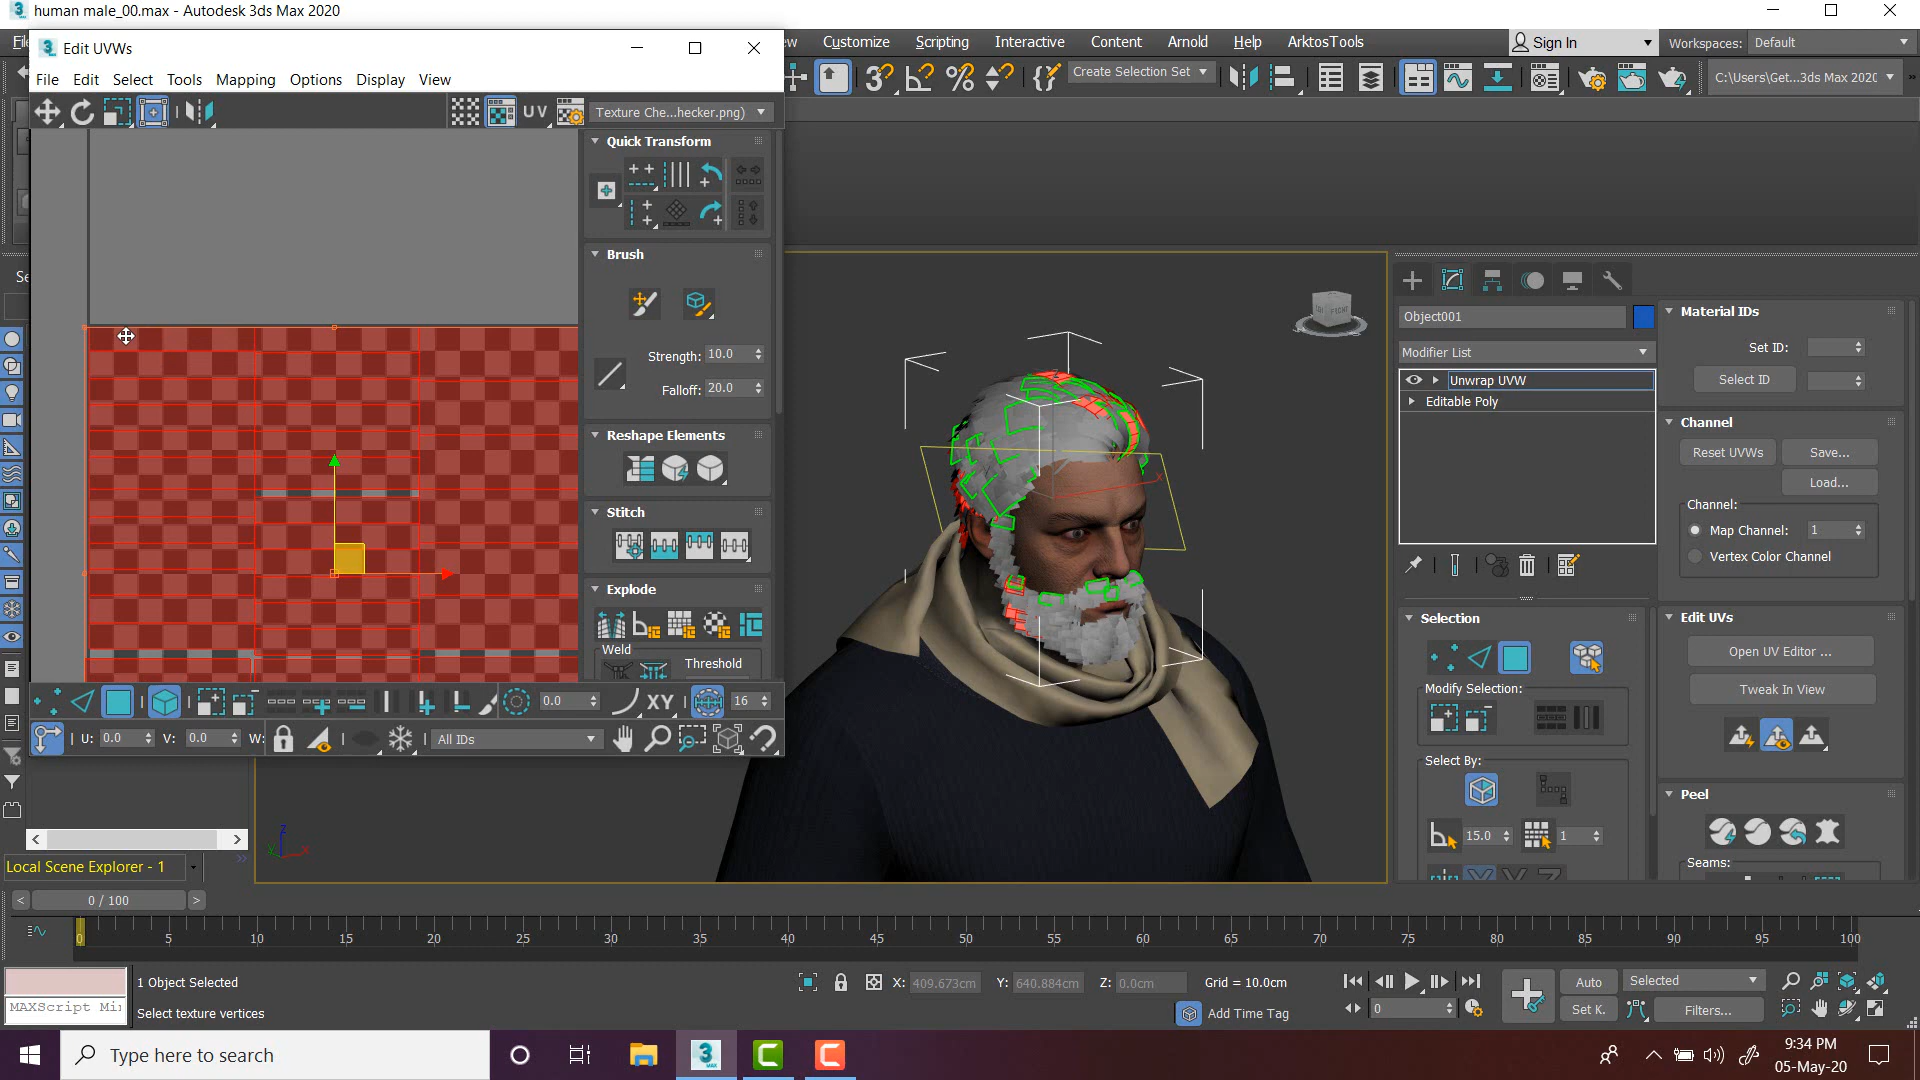 human male_00.max - Autodesk 3ds Max 2020
Edit UVWs
Customize Scripting Interactive Content Arnold Help ArktosTools
Sign In
Workspaces: Default
File Edit Select Tools Mapping Options Display View
Create Selection Set
C:\Users\Get...3ds Max 2020
UV
Texture Che...hecker.png)
Quick Transform
Brush
Strength: 10.0
Falloff: 20.0
Reshape Elements
Stitch
Explode
Weld
Threshold
0.0
XY
16
U: 0.0
V: 0.0
W:
All IDs
Object001
Modifier List
Unwrap UVW
Editable Poly
Selection
Modify Selection:
Select By:
15.0
1
Material IDs
Set ID:
Select ID
Channel
Reset UVWs
Save...
Load...
Channel:
Map Channel: 1
Vertex Color Channel
Edit UVs
Open UV Editor ...
Tweak In View
Peel
Seams:
Local Scene Explorer - 1
0 / 100
0 5 10 15 20 25 30 35 40 45 50 55 60 65 70 75 80 85 90 95 100
MAXScript Mi
1 Object Selected
Select texture vertices
X: 409.673cm
Y: 640.884cm
Z: 0.0cm
Grid = 10.0cm
Add Time Tag
0
Auto
Selected
Set K.
Filters...
Type here to search
9:34 PM
05-May-20